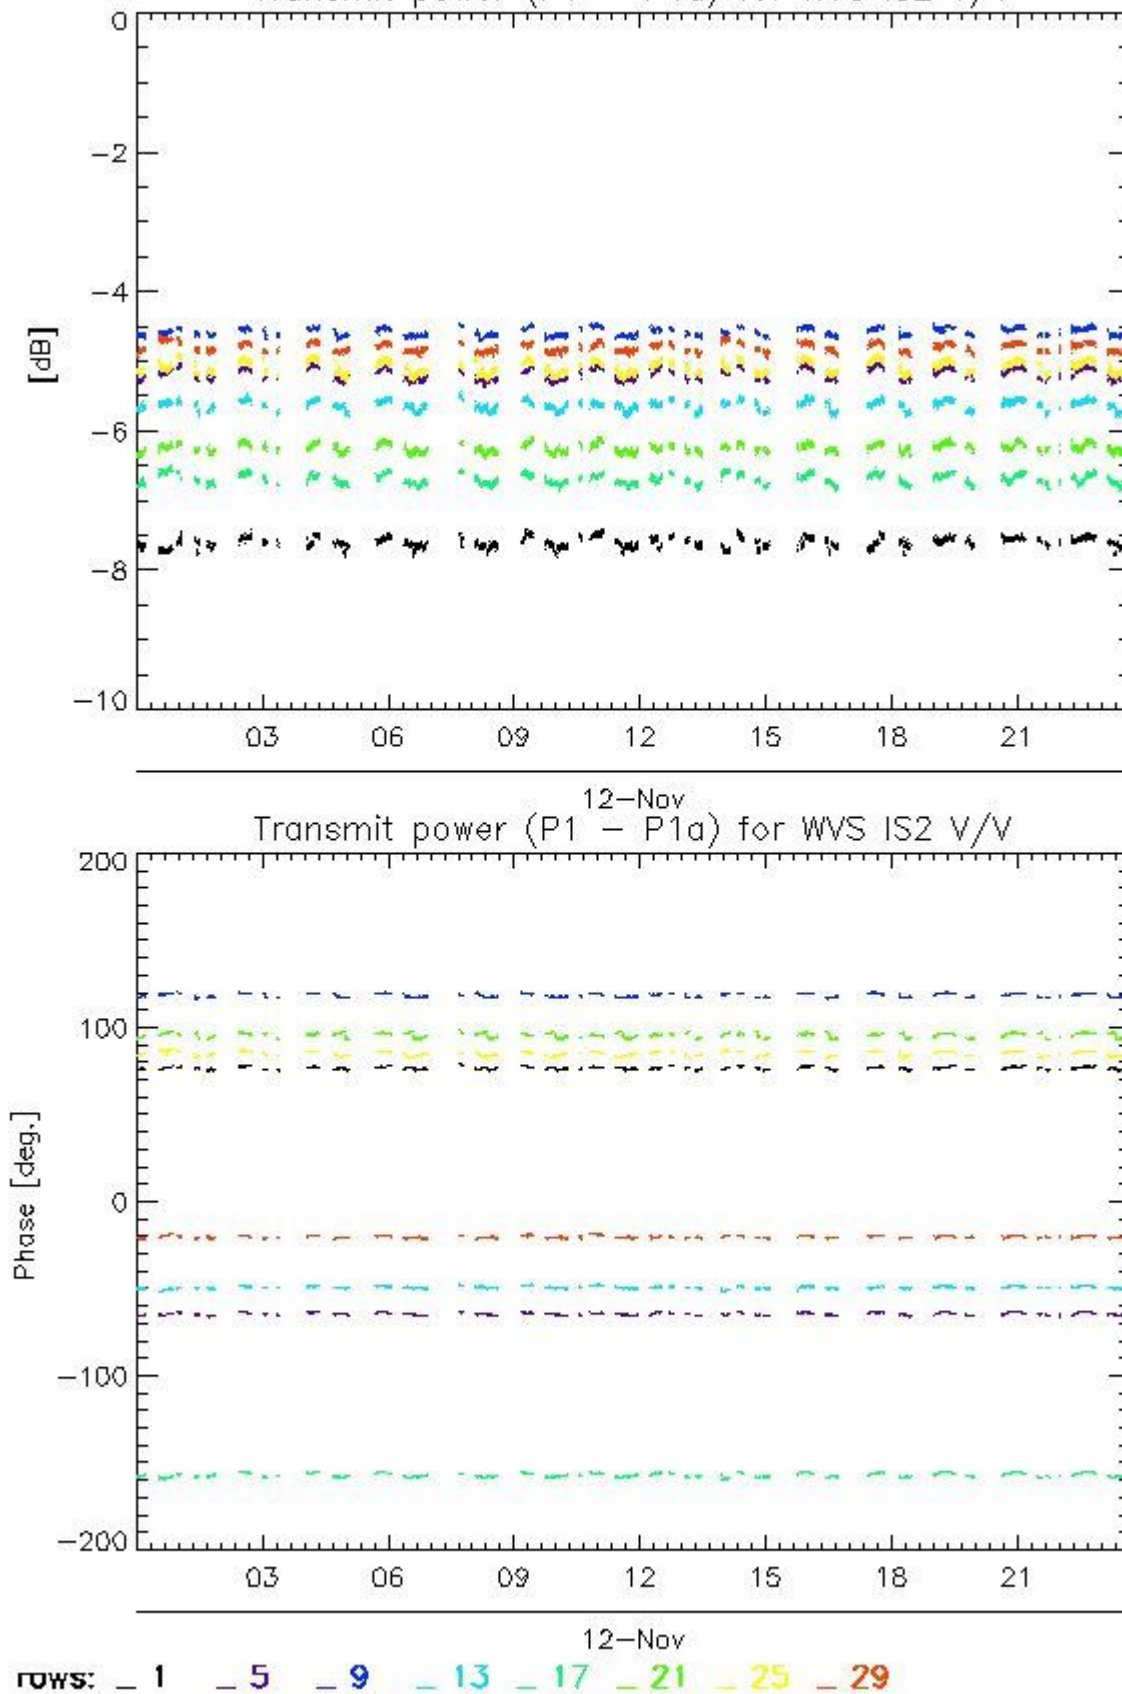 0
-2
-4
[dB]
-6
-8
-10
03 06 09 12 15 18 21
12-Nov
Transmit power (P1 - P1a) for WVS IS2 V/V
200
100
0
Phase [deg.]
-100
-200
03 06 09 12 15 18 21
12-Nov
rows: _ 1 _ 5 _ 9 _ 13 _ 17 _ 21 _ 25 _ 29